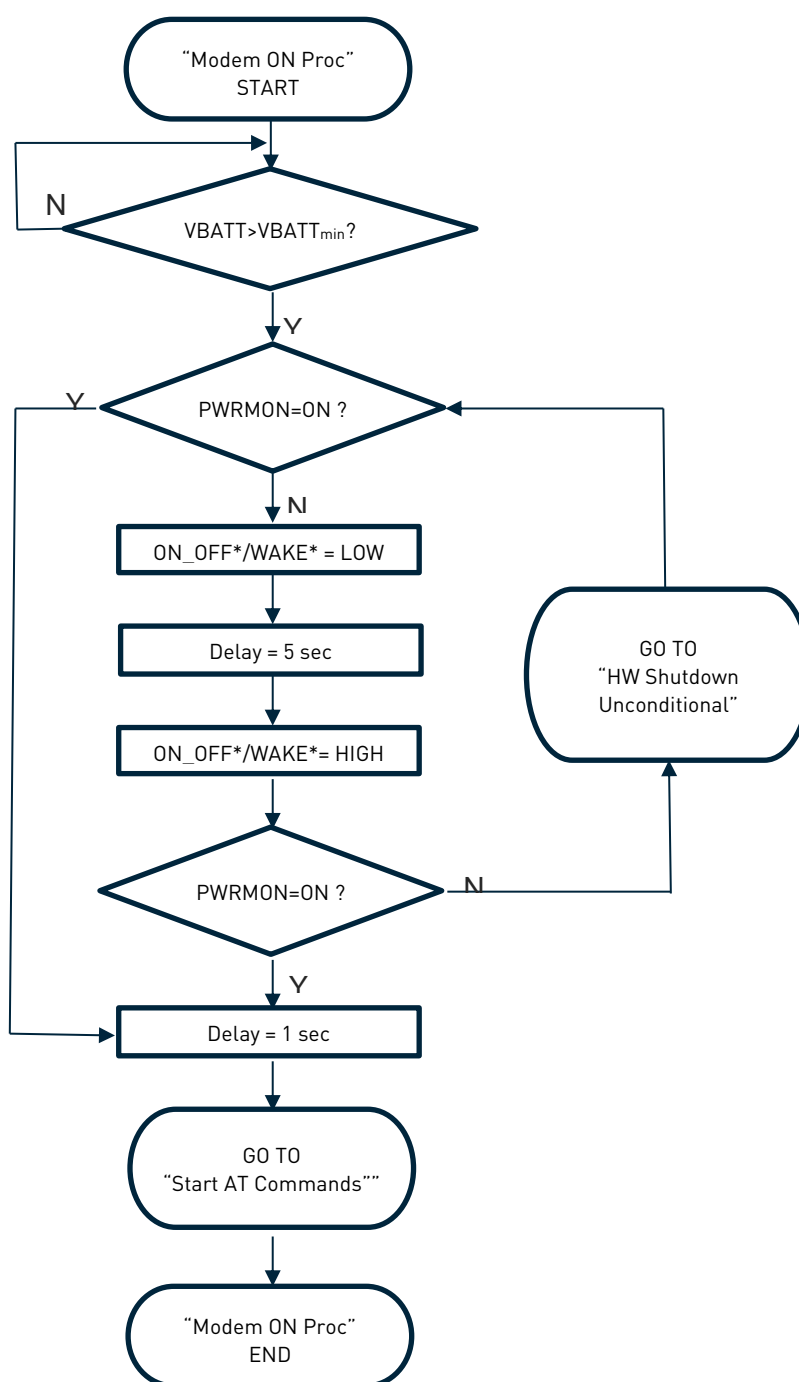 “Modem ON Proc”
START
N
VBATT>VBATTmin?
Y
Y
PWRMON=ON ?
N
ON_OFF*/WAKE* = LOW
Delay = 5 sec
GO TO
“HW Shutdown
Unconditional”
ON_OFF*/WAKE*= HIGH
PWRMON=ON ?
N
Y
Delay = 1 sec
GO TO
“Start AT Commands””
“Modem ON Proc”
END